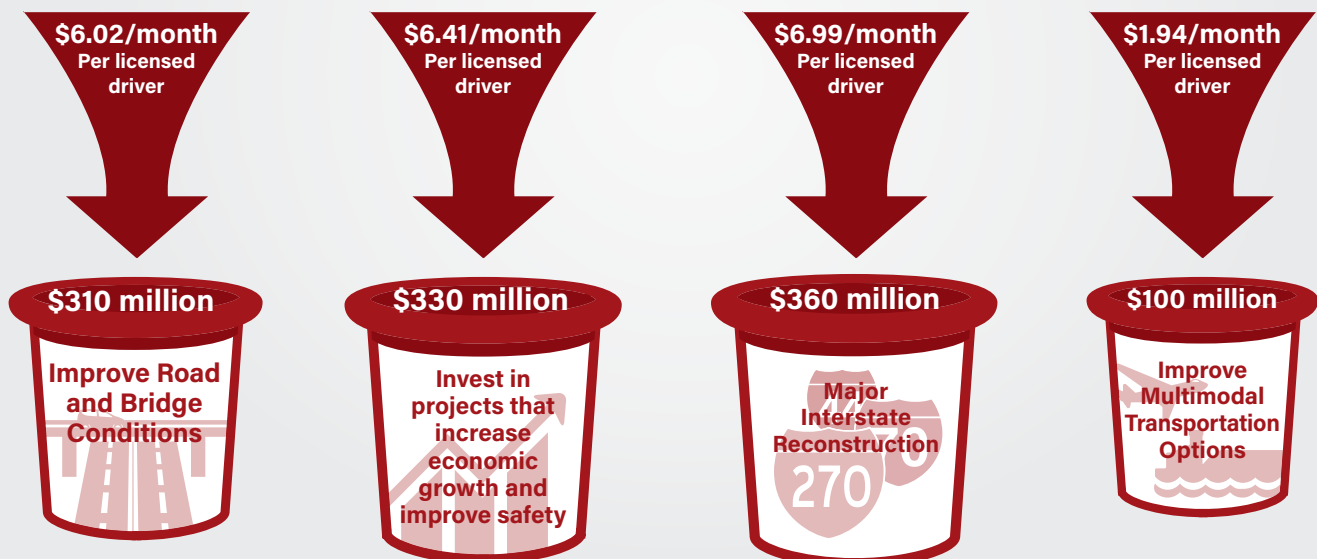 $6.02/month
Per licensed
driver
$310 million
Improve Road
and Bridge
Conditions
$6.41/month
Per licensed
driver
$330 million
Invest in
projects that
increase
economic
growth and
improve safety
$6.99/month
Per licensed
driver
$360 million
Major
Interstate
Reconstruction
44
70
270
$1.94/month
Per licensed
driver
$100 million
Improve
Multimodal
Transportation
Options